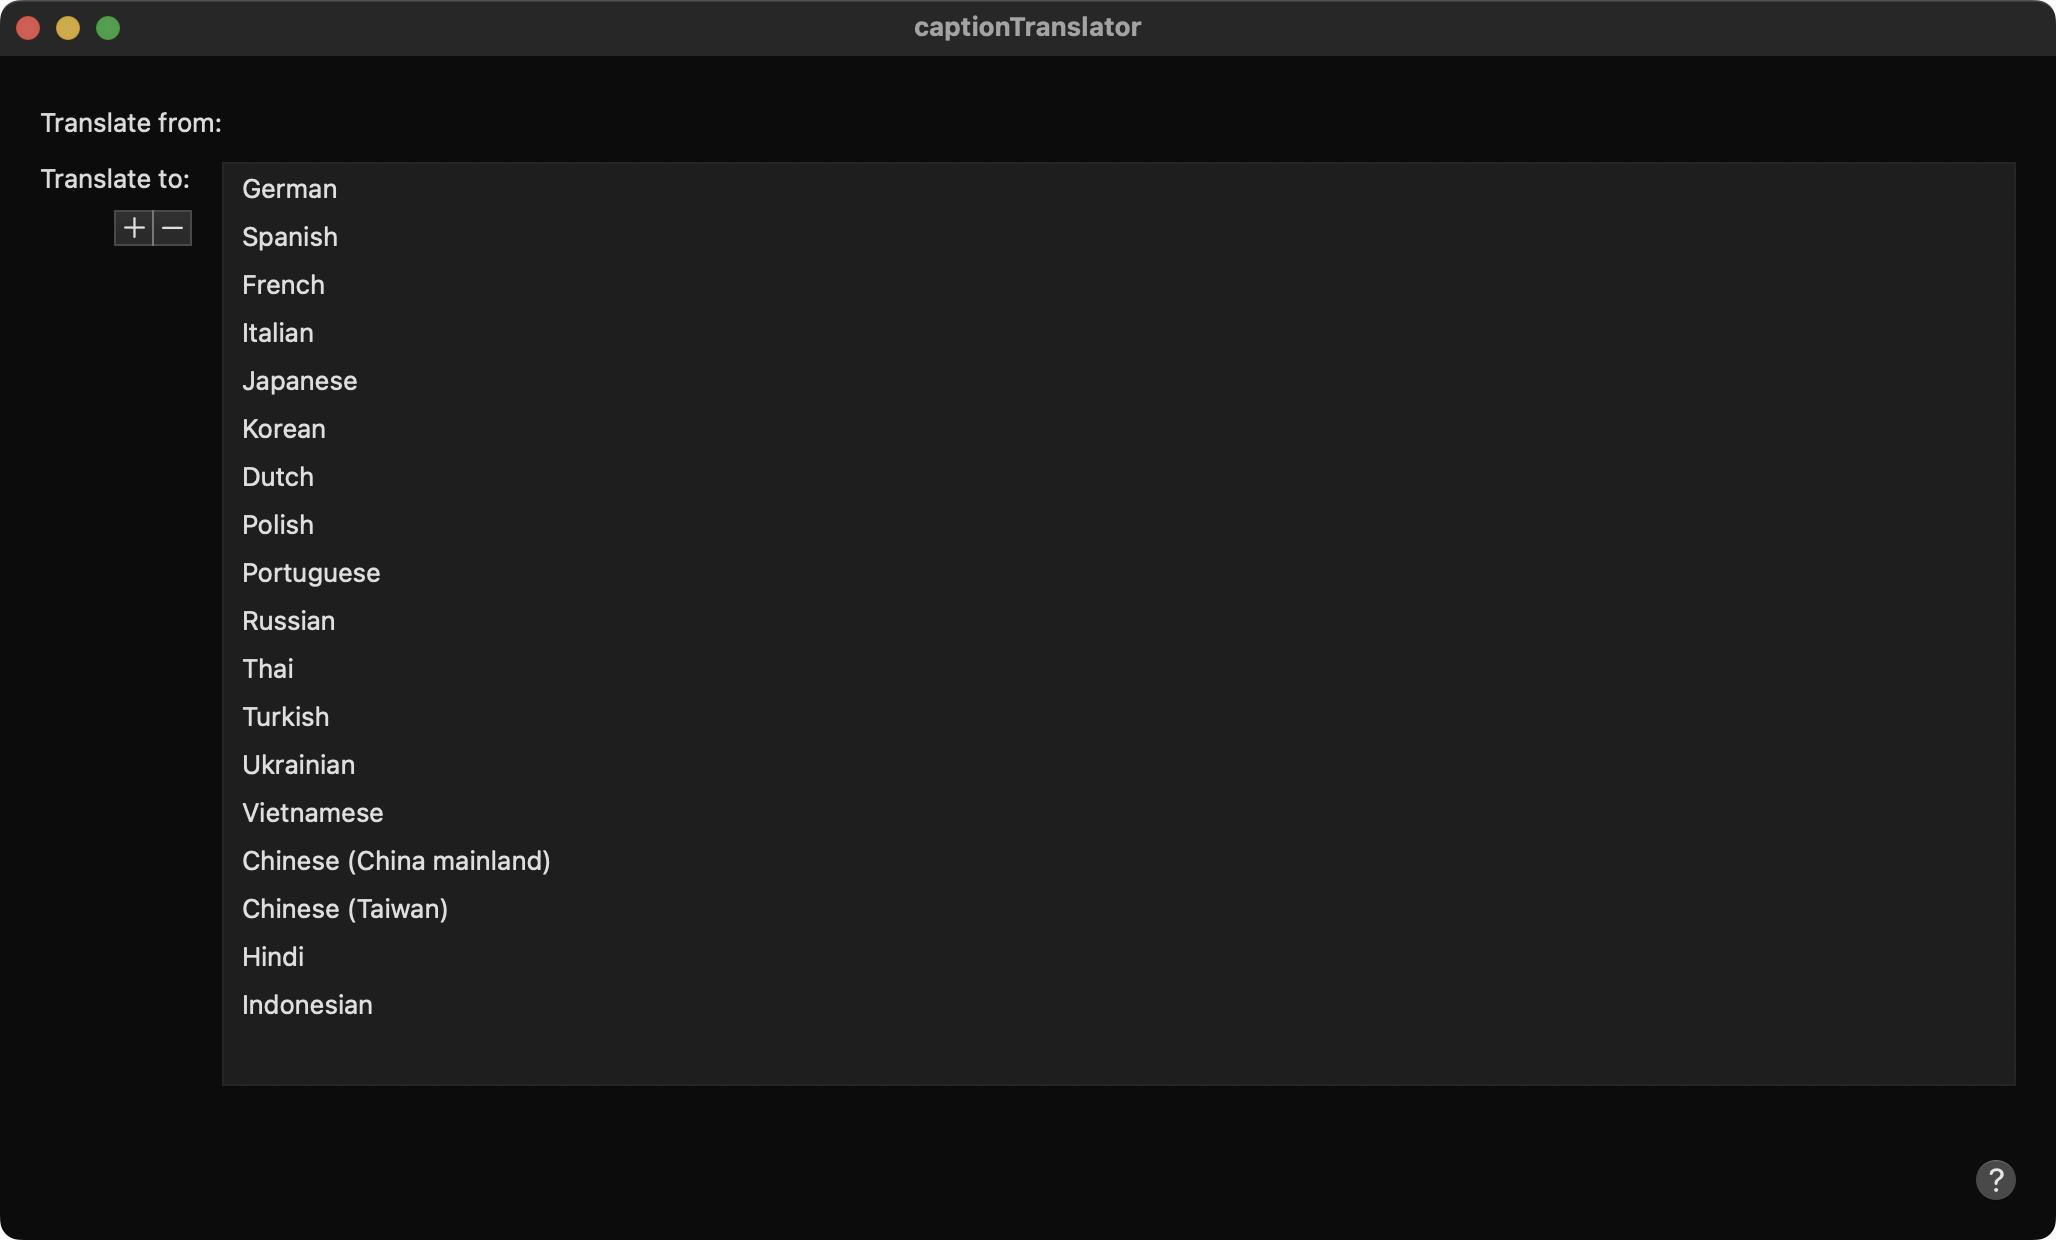 captionTranslator
Translate from:
Translate to:
German
Spanish
French
Italian
Japanese
Korean
Dutch
Polish
Portuguese
Russian
Thai
Turkish
Ukrainian
Vietnamese
Chinese (China mainland)
Chinese (Taiwan)
Hindi
Indonesian
?